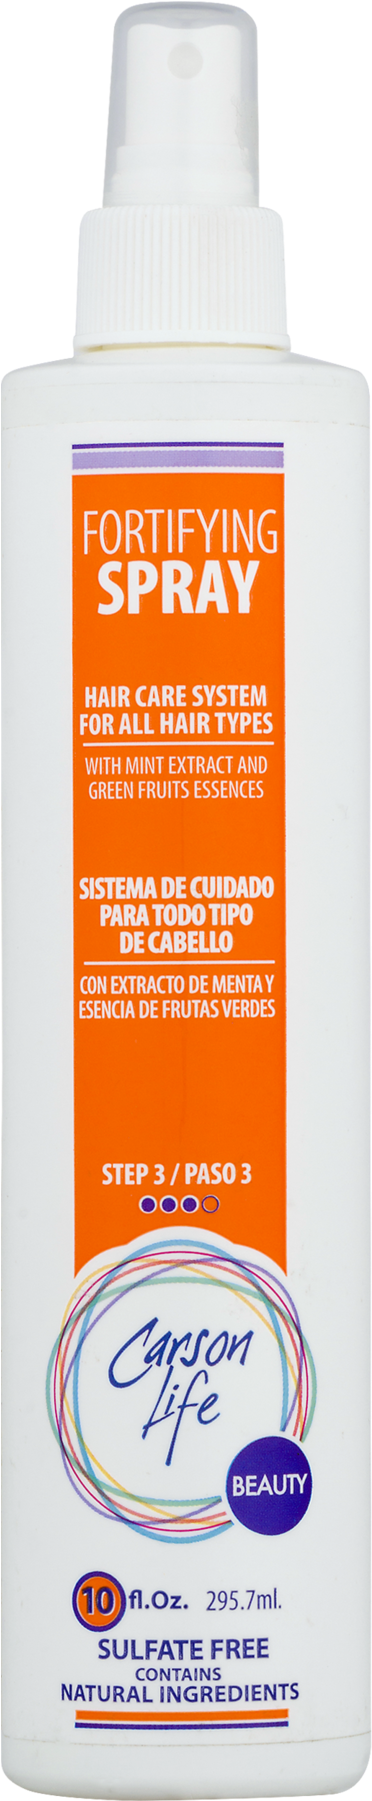 FORTIFYING
SPRAY
HAIR CARE SYSTEM
FOR ALL HAIR TYPES
WITH MINT EXTRACT AND
GREEN FRUITS ESSENCES
SISTEMA DE CUIDADO
PARA TODO TIPO
DE CABELLO
CON EXTRACTO DE MENTA Y
ESENCIA DE FRUTAS VERDES
STEP 3 / PASO 3
Carson
Life
BEAUTY
10 fl.Oz. 295.7ml.
SULFATE FREE
CONTAINS
NATURAL INGREDIENTS